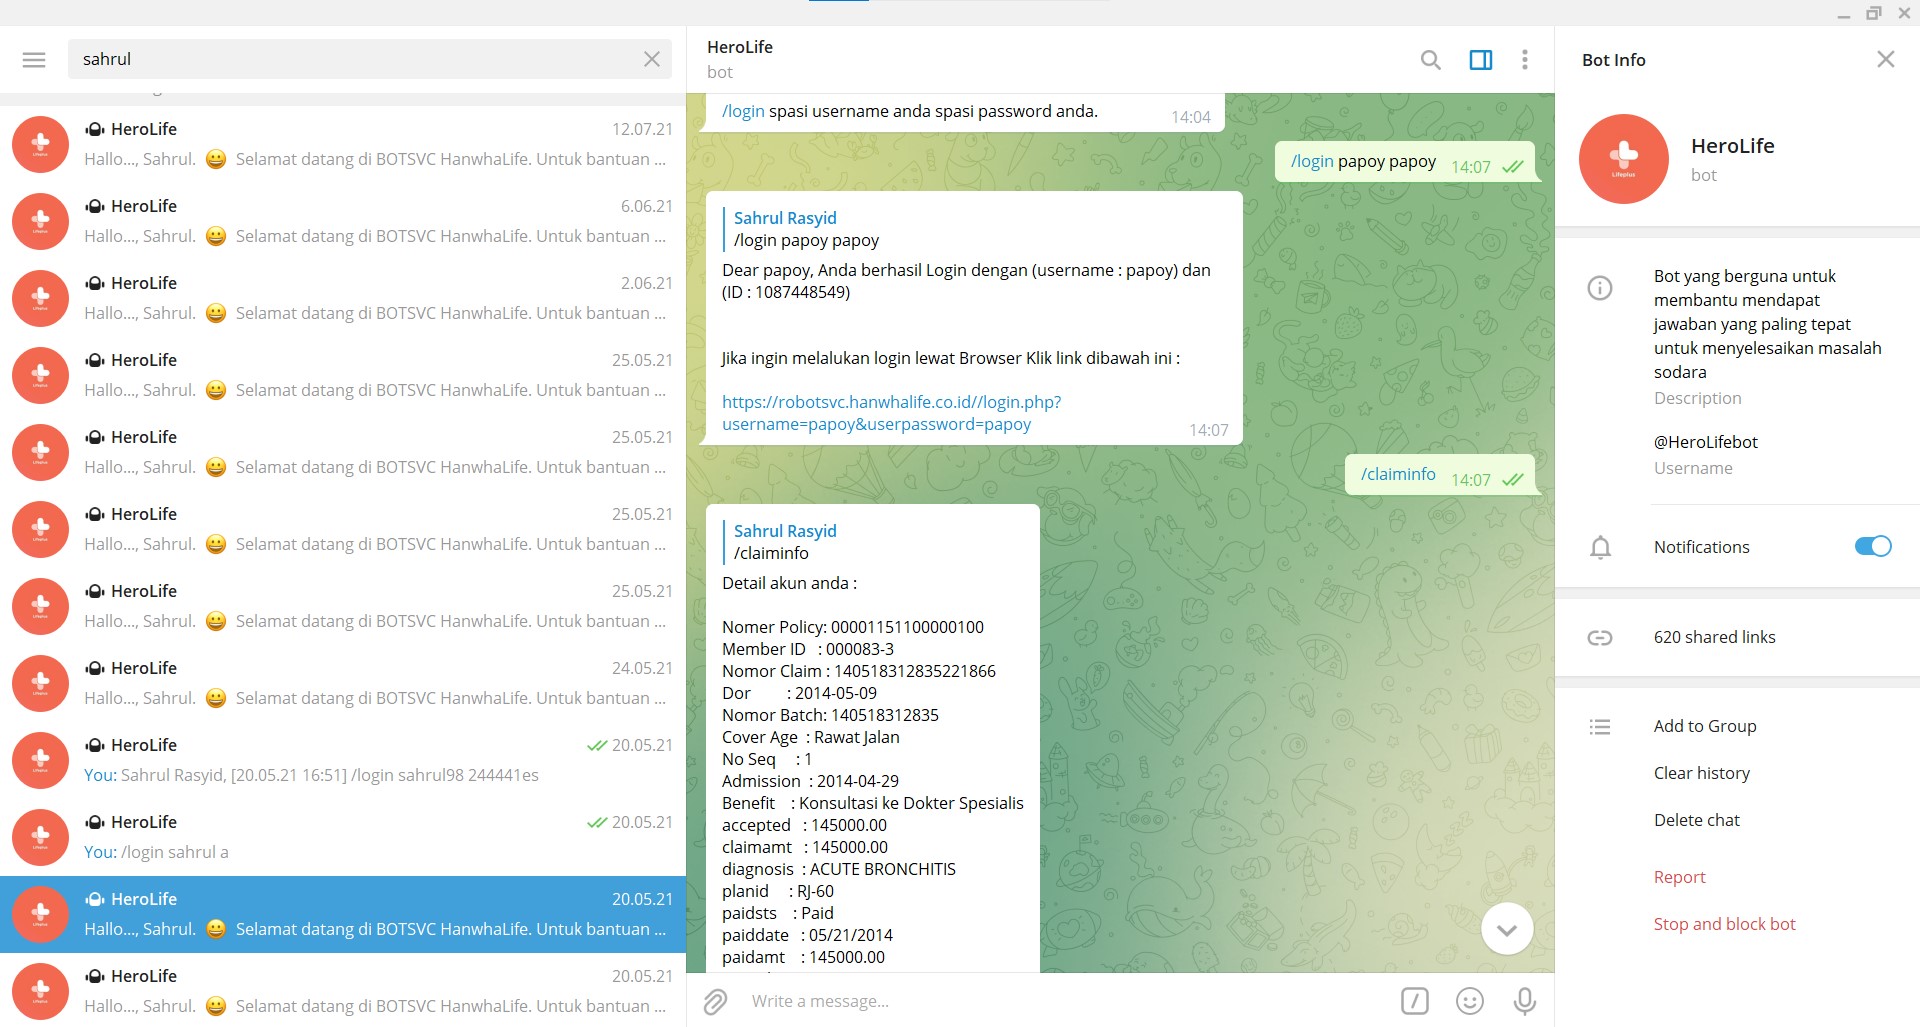 sahrul
HeroLife
12.07.21
Hallo..., Sahrul. 😀 Selamat datang di BOTSVC HanwhaLife. Untuk bantuan ...
HeroLife
6.06.21
Hallo..., Sahrul. 😀 Selamat datang di BOTSVC HanwhaLife. Untuk bantuan ...
HeroLife
2.06.21
Hallo..., Sahrul. 😀 Selamat datang di BOTSVC HanwhaLife. Untuk bantuan ...
HeroLife
25.05.21
Hallo..., Sahrul. 😀 Selamat datang di BOTSVC HanwhaLife. Untuk bantuan ...
HeroLife
25.05.21
Hallo..., Sahrul. 😀 Selamat datang di BOTSVC HanwhaLife. Untuk bantuan ...
HeroLife
25.05.21
Hallo..., Sahrul. 😀 Selamat datang di BOTSVC HanwhaLife. Untuk bantuan ...
HeroLife
25.05.21
Hallo..., Sahrul. 😀 Selamat datang di BOTSVC HanwhaLife. Untuk bantuan ...
HeroLife
24.05.21
Hallo..., Sahrul. 😀 Selamat datang di BOTSVC HanwhaLife. Untuk bantuan ...
HeroLife
20.05.21
You: Sahrul Rasyid, [20.05.21 16:51] /login sahrul98 244441es
HeroLife
20.05.21
You: /login sahrul a
HeroLife
20.05.21
Hallo..., Sahrul. 😀 Selamat datang di BOTSVC HanwhaLife. Untuk bantuan ...
HeroLife
20.05.21
Hallo..., Sahrul. 😀 Selamat datang di BOTSVC HanwhaLife. Untuk bantuan ...
HeroLife
bot
/login spasi username anda spasi password anda.
14:04
/login papoy papoy 14:07
Sahrul Rasyid
/login papoy papoy
Dear papoy, Anda berhasil Login dengan (username : papoy) dan
(ID : 1087448549)
Jika ingin melalukan login lewat Browser Klik link dibawah ini :
https://robotsvc.hanwhalife.co.id//login.php?
username=papoy&userpassword=papoy
14:07
/claiminfo 14:07
Sahrul Rasyid
/claiminfo
Detail akun anda :
Nomer Policy: 00001151100000100
Member ID : 000083-3
Nomor Claim : 140518312835221866
Dor : 2014-05-09
Nomor Batch: 140518312835
Cover Age : Rawat Jalan
No Seq : 1
Admission : 2014-04-29
Benefit : Konsultasi ke Dokter Spesialis
accepted : 145000.00
claimamt : 145000.00
diagnosis : ACUTE BRONCHITIS
planid : RJ-60
paidsts : Paid
paiddate : 05/21/2014
paidamt : 145000.00
Write a message...
Bot Info
Lifeplus
HeroLife
bot
Bot yang berguna untuk
membantu mendapat
jawaban yang paling tepat
untuk menyelesaikan masalah
sodara
Description
@HeroLifebot
Username
Notifications
620 shared links
Add to Group
Clear history
Delete chat
Report
Stop and block bot